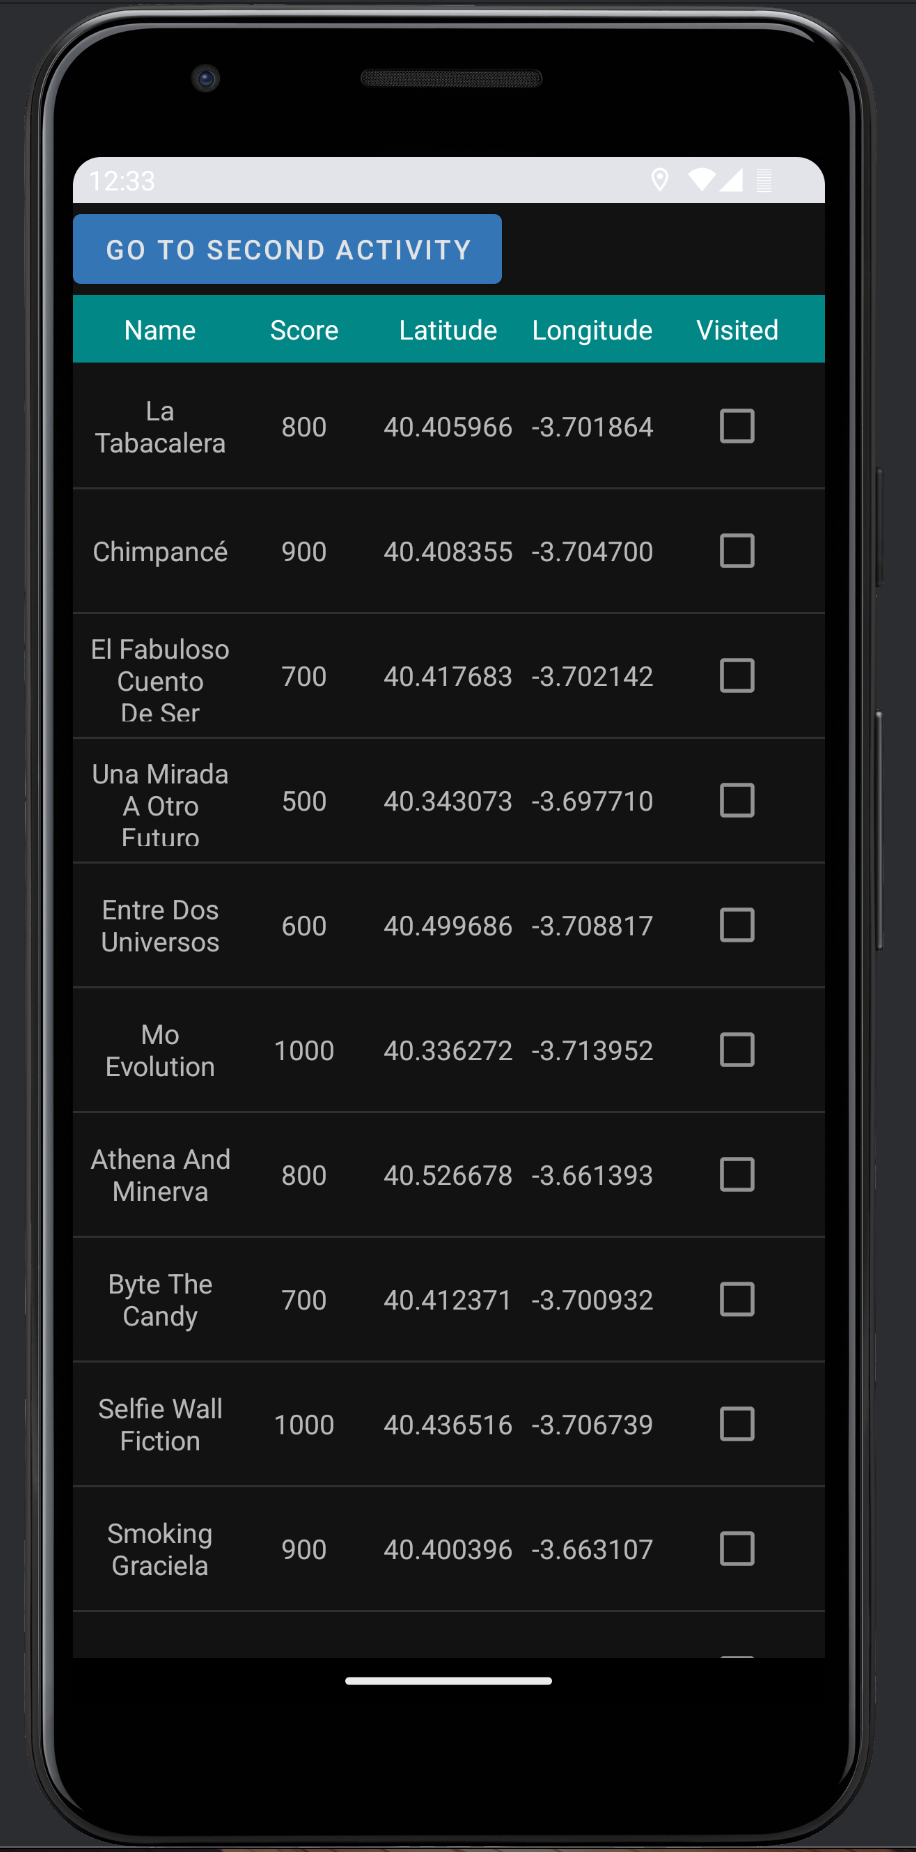 12:33
GO TO SECOND ACTIVITY
Name Score Latitude Longitude Visited
La
Tabacalera 800 40.405966 -3.701864
Chimpancé 900 40.408355 -3.704700
El Fabuloso
Cuento 700 40.417683 -3.702142
De Ser
Una Mirada
A Otro 500 40.343073 -3.697710
Futuro
Entre Dos
Universos 600 40.499686 -3.708817
Mo
Evolution 1000 40.336272 -3.713952
Athena And
Minerva 800 40.526678 -3.661393
Byte The
Candy 700 40.412371 -3.700932
Selfie Wall
Fiction 1000 40.436516 -3.706739
Smoking
Graciela 900 40.400396 -3.663107